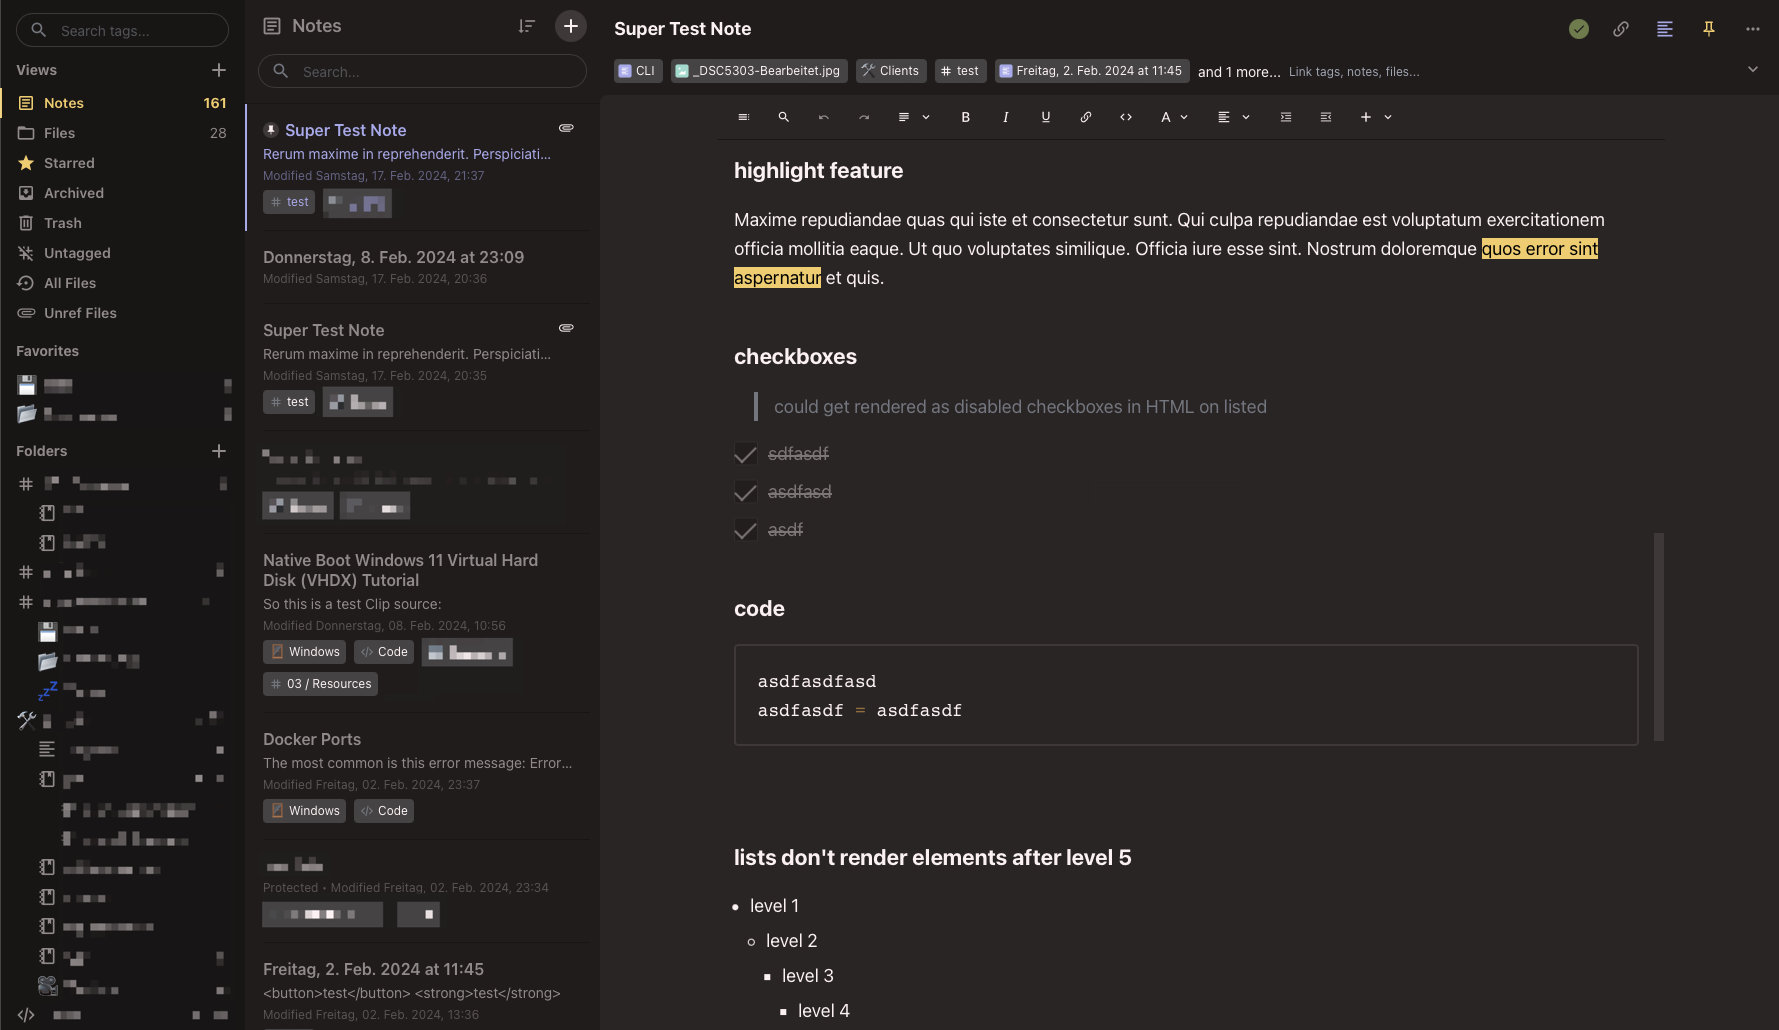 Search tags...
Views
Notes 161
Files 28
Starred
Archived
Trash
Untagged
All Files
Unref Files
Favorites
Folders
Notes
Search...
Super Test Note
Rerum maxime in reprehenderit. Perspiciati...
Modified Samstag, 17. Feb. 2024, 21:37
# test
Donnerstag, 8. Feb. 2024 at 23:09
Modified Samstag, 17. Feb. 2024, 20:36
Super Test Note
Rerum maxime in reprehenderit. Perspiciati...
Modified Samstag, 17. Feb. 2024, 20:35
# test
Native Boot Windows 11 Virtual Hard
Disk (VHDX) Tutorial
So this is a test Clip source:
Modified Donnerstag, 08. Feb. 2024, 10:56
Windows </> Code
# 03 / Resources
Docker Ports
The most common is this error message: Error...
Modified Freitag, 02. Feb. 2024, 23:37
Windows </> Code
Protected • Modified Freitag, 02. Feb. 2024, 23:34
Freitag, 2. Feb. 2024 at 11:45
<button>test</button> <strong>test</strong>
Modified Freitag, 02. Feb. 2024, 13:36
Super Test Note
CLI _DSC5303-Bearbeitet.jpg Clients # test Freitag, 2. Feb. 2024 at 11:45 and 1 more... Link tags, notes, files...
B I U <> A
highlight feature
Maxime repudiandae quas qui iste et consectetur sunt. Qui culpa repudiandae est voluptatum exercitationem
officia mollitia eaque. Ut quo voluptates similique. Officia iure esse sint. Nostrum doloremque quos error sint
aspernatur et quis.
checkboxes
could get rendered as disabled checkboxes in HTML on listed
sdfasdf
asdfasd
asdf
code
asdfasdfasd
asdfasdf = asdfasdf
lists don't render elements after level 5
level 1
level 2
level 3
level 4